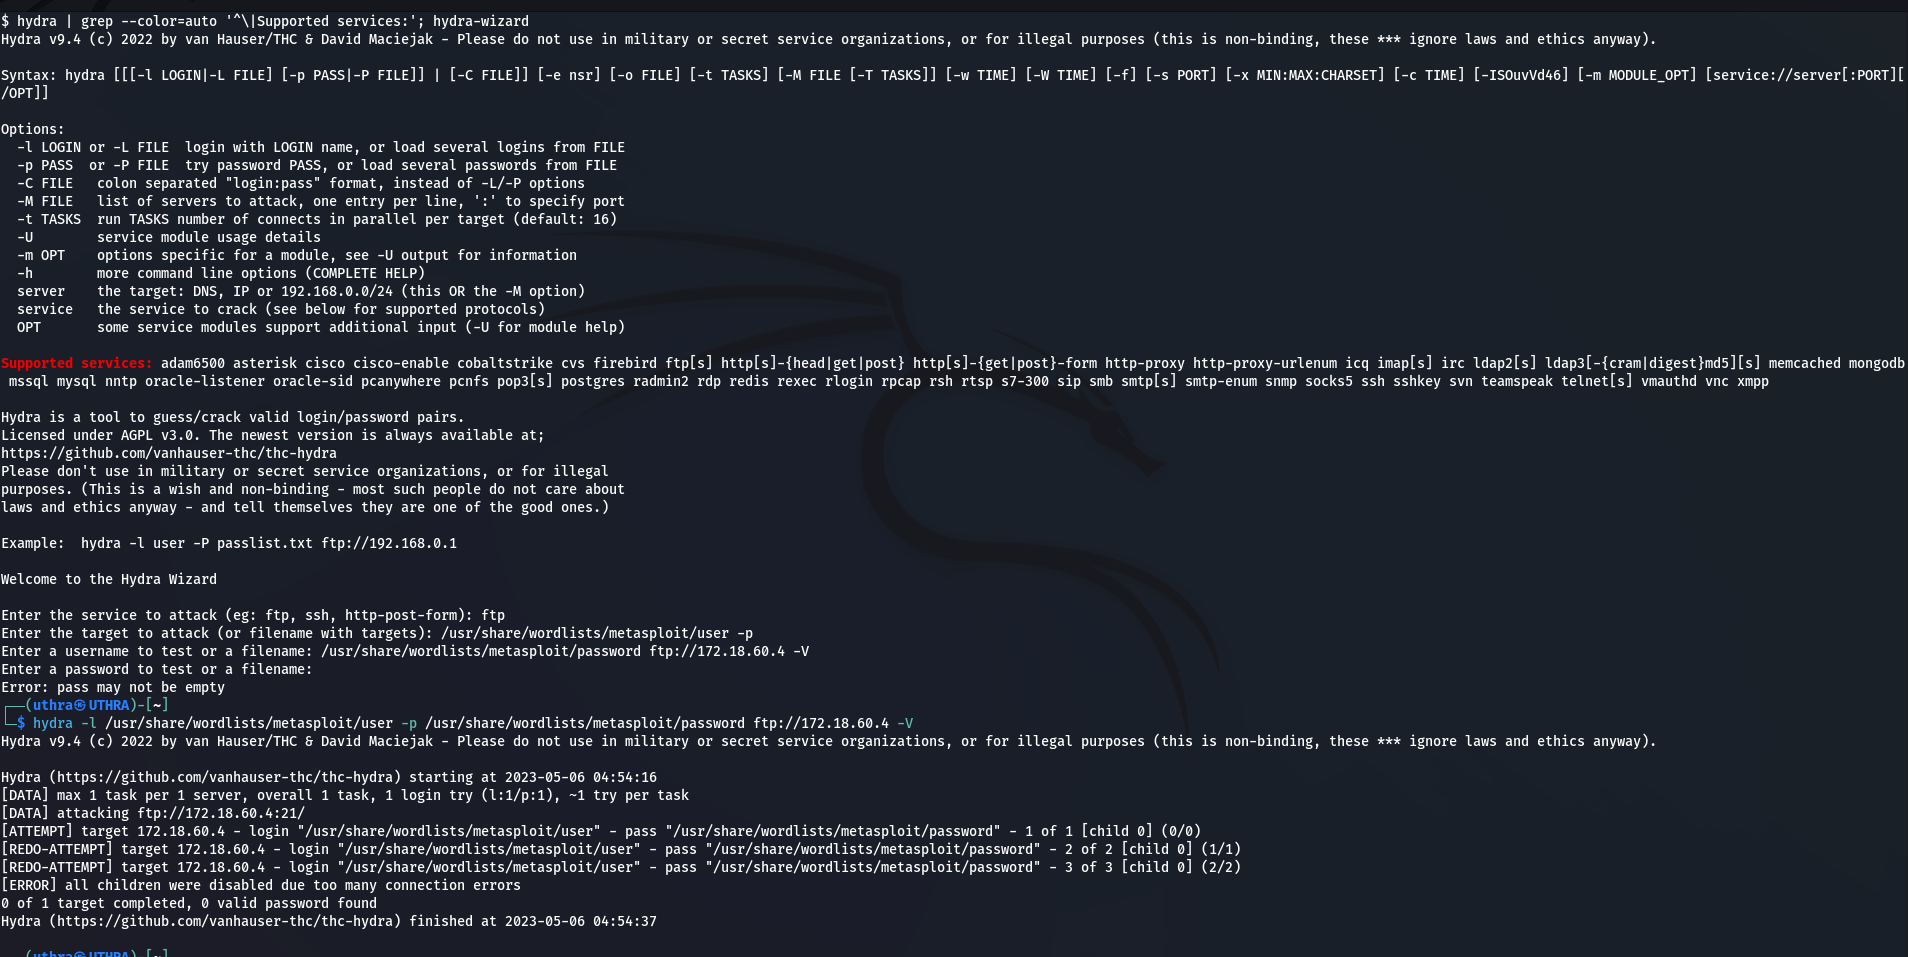 $ hydra | grep --color=auto '^\|Supported services:'; hydra-wizard
Hydra v9.4 (c) 2022 by van Hauser/THC & David Maciejak - Please do not use in military or secret service organizations, or for illegal purposes (this is non-binding, these *** ignore laws and ethics anyway).
Syntax: hydra [[[-l LOGIN|-L FILE] [-p PASS|-P FILE]] | [-C FILE]] [-e nsr] [-o FILE] [-t TASKS] [-M FILE [-T TASKS]] [-w TIME] [-W TIME] [-f] [-s PORT] [-x MIN:MAX:CHARSET] [-c TIME] [-ISOuvVd46] [-m MODULE_OPT] [service://server[:PORT][
/OPT]]
Options:
-l LOGIN or -L FILE  login with LOGIN name, or load several logins from FILE
-p PASS  or -P FILE  try password PASS, or load several passwords from FILE
-C FILE   colon separated "login:pass" format, instead of -L/-P options
-M FILE   list of servers to attack, one entry per line, ':' to specify port
-t TASKS  run TASKS number of connects in parallel per target (default: 16)
-U        service module usage details
-m OPT    options specific for a module, see -U output for information
-h        more command line options (COMPLETE HELP)
server    the target: DNS, IP or 192.168.0.0/24 (this OR the -M option)
service   the service to crack (see below for supported protocols)
OPT       some service modules support additional input (-U for module help)
Supported services: adam6500 asterisk cisco cisco-enable cobaltstrike cvs firebird ftp[s] http[s]-{head|get|post} http[s]-{get|post}-form http-proxy http-proxy-urlenum icq imap[s] irc ldap2[s] ldap3[-{cram|digest}md5][s] memcached mongodb
mssql mysql nntp oracle-listener oracle-sid pcanywhere pcnfs pop3[s] postgres radmin2 rdp redis rexec rlogin rpcap rsh rtsp s7-300 sip smb smtp[s] smtp-enum snmp socks5 ssh sshkey svn teamspeak telnet[s] vmauthd vnc xmpp
Hydra is a tool to guess/crack valid login/password pairs.
Licensed under AGPL v3.0. The newest version is always available at;
https://github.com/vanhauser-thc/thc-hydra
Please don't use in military or secret service organizations, or for illegal
purposes. (This is a wish and non-binding - most such people do not care about
laws and ethics anyway - and tell themselves they are one of the good ones.)
Example:  hydra -l user -P passlist.txt ftp://192.168.0.1
Welcome to the Hydra Wizard
Enter the service to attack (eg: ftp, ssh, http-post-form): ftp
Enter the target to attack (or filename with targets): /usr/share/wordlists/metasploit/user -p
Enter a username to test or a filename: /usr/share/wordlists/metasploit/password ftp://172.18.60.4 -V
Enter a password to test or a filename:
Error: pass may not be empty
┌──(uthra㉿UTHRA)-[~]
└─$ hydra -l /usr/share/wordlists/metasploit/user -p /usr/share/wordlists/metasploit/password ftp://172.18.60.4 -V
Hydra v9.4 (c) 2022 by van Hauser/THC & David Maciejak - Please do not use in military or secret service organizations, or for illegal purposes (this is non-binding, these *** ignore laws and ethics anyway).
Hydra (https://github.com/vanhauser-thc/thc-hydra) starting at 2023-05-06 04:54:16
[DATA] max 1 task per 1 server, overall 1 task, 1 login try (l:1/p:1), ~1 try per task
[DATA] attacking ftp://172.18.60.4:21/
[ATTEMPT] target 172.18.60.4 - login "/usr/share/wordlists/metasploit/user" - pass "/usr/share/wordlists/metasploit/password" - 1 of 1 [child 0] (0/0)
[REDO-ATTEMPT] target 172.18.60.4 - login "/usr/share/wordlists/metasploit/user" - pass "/usr/share/wordlists/metasploit/password" - 2 of 2 [child 0] (1/1)
[REDO-ATTEMPT] target 172.18.60.4 - login "/usr/share/wordlists/metasploit/user" - pass "/usr/share/wordlists/metasploit/password" - 3 of 3 [child 0] (2/2)
[ERROR] all children were disabled due too many connection errors
0 of 1 target completed, 0 valid password found
Hydra (https://github.com/vanhauser-thc/thc-hydra) finished at 2023-05-06 04:54:37
(uthra㉿UTHRA)-[~]